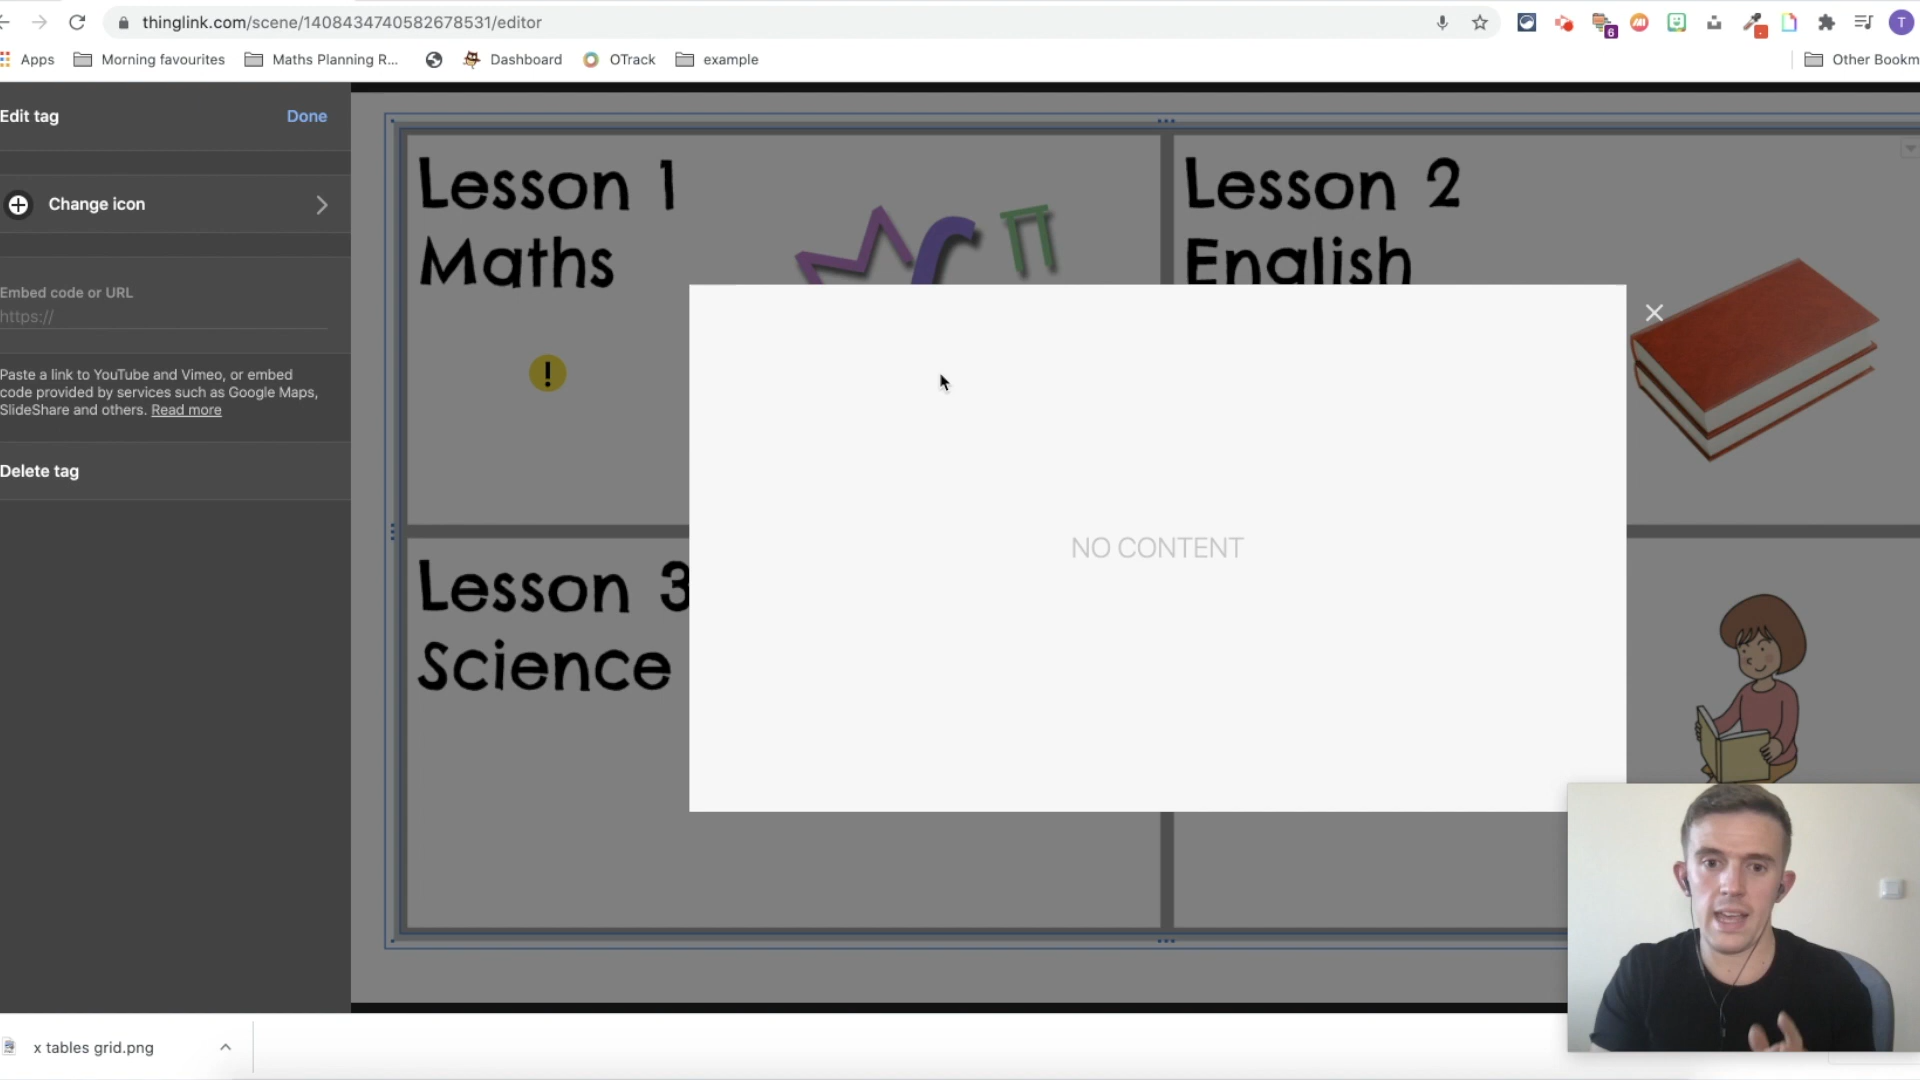 thinglink.com/scene/1408434740582678531/editor
6
T
Apps
Morning favourites
Maths Planning R...
Dashboard
OTrack
example
Other Bookm
Edit tag
Done
Change icon
Embed code or URL
https://
Paste a link to YouTube and Vimeo, or embed
code provided by services such as Google Maps,
SlideShare and others. Read more
Delete tag
Lesson 1
Maths
!
Lesson 2
English
NO CONTENT
Lesson 3
Science
x tables grid.png